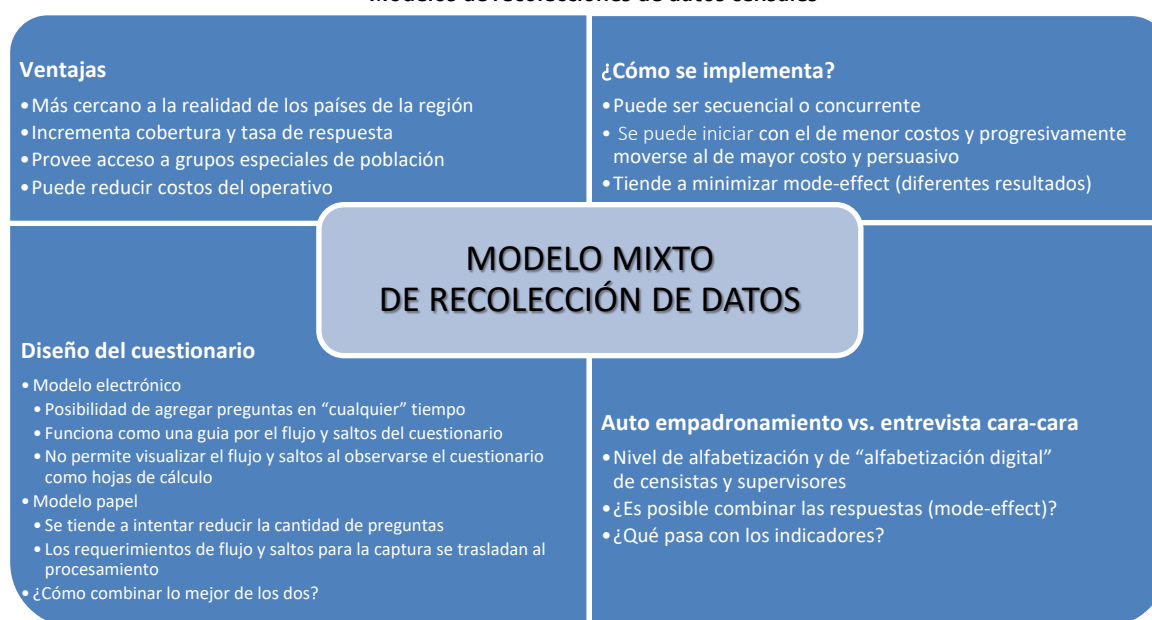 Modelos de recolecciones de datos censales
Ventajas
•Más cercano a la realidad de los países de la región
•Incrementa cobertura y tasa de respuesta
•Provee acceso a grupos especiales de población
•Puede reducir costos del operativo
¿Cómo se implementa?
•Puede ser secuencial o concurrente
• Se puede iniciar con el de menor costos y progresivamente
moverse al de mayor costo y persuasivo
•Tiende a minimizar mode-effect (diferentes resultados)
MODELO MIXTO
DE RECOLECCIÓN DE DATOS
Diseño del cuestionario
•Modelo electrónico
•Posibilidad de agregar preguntas en “cualquier” tiempo
•Funciona como una guia por el flujo y saltos del cuestionario
•No permite visualizar el flujo y saltos al observarse el cuestionario
como hojas de cálculo
•Modelo papel
•Se tiende a intentar reducir la cantidad de preguntas
•Los requerimientos de flujo y saltos para la captura se trasladan al
procesamiento
•¿Cómo combinar lo mejor de los dos?
Auto empadronamiento vs. entrevista cara-cara
•Nivel de alfabetización y de “alfabetización digital”
de censistas y supervisores
•¿Es posible combinar las respuestas (mode-effect)?
•¿Qué pasa con los indicadores?